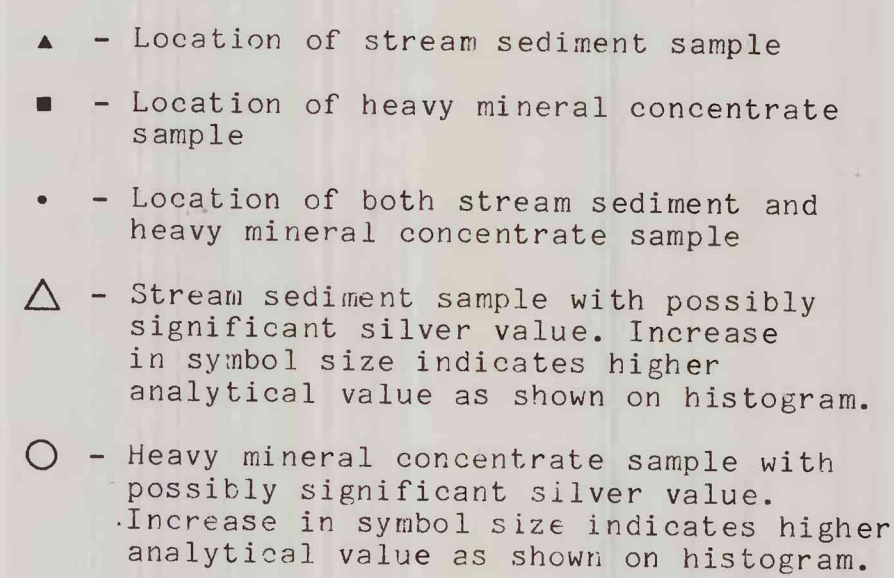 ▲ - Location of stream sediment sample
■ - Location of heavy mineral concentrate
sample
• - Location of both stream sediment and
heavy mineral concentrate sample
△ - Stream sediment sample with possibly
significant silver value. Increase
in symbol size indicates higher
analytical value as shown on histogram.
○ - Heavy mineral concentrate sample with
possibly significant silver value.
Increase in symbol size indicates higher
analytical value as shown on histogram.